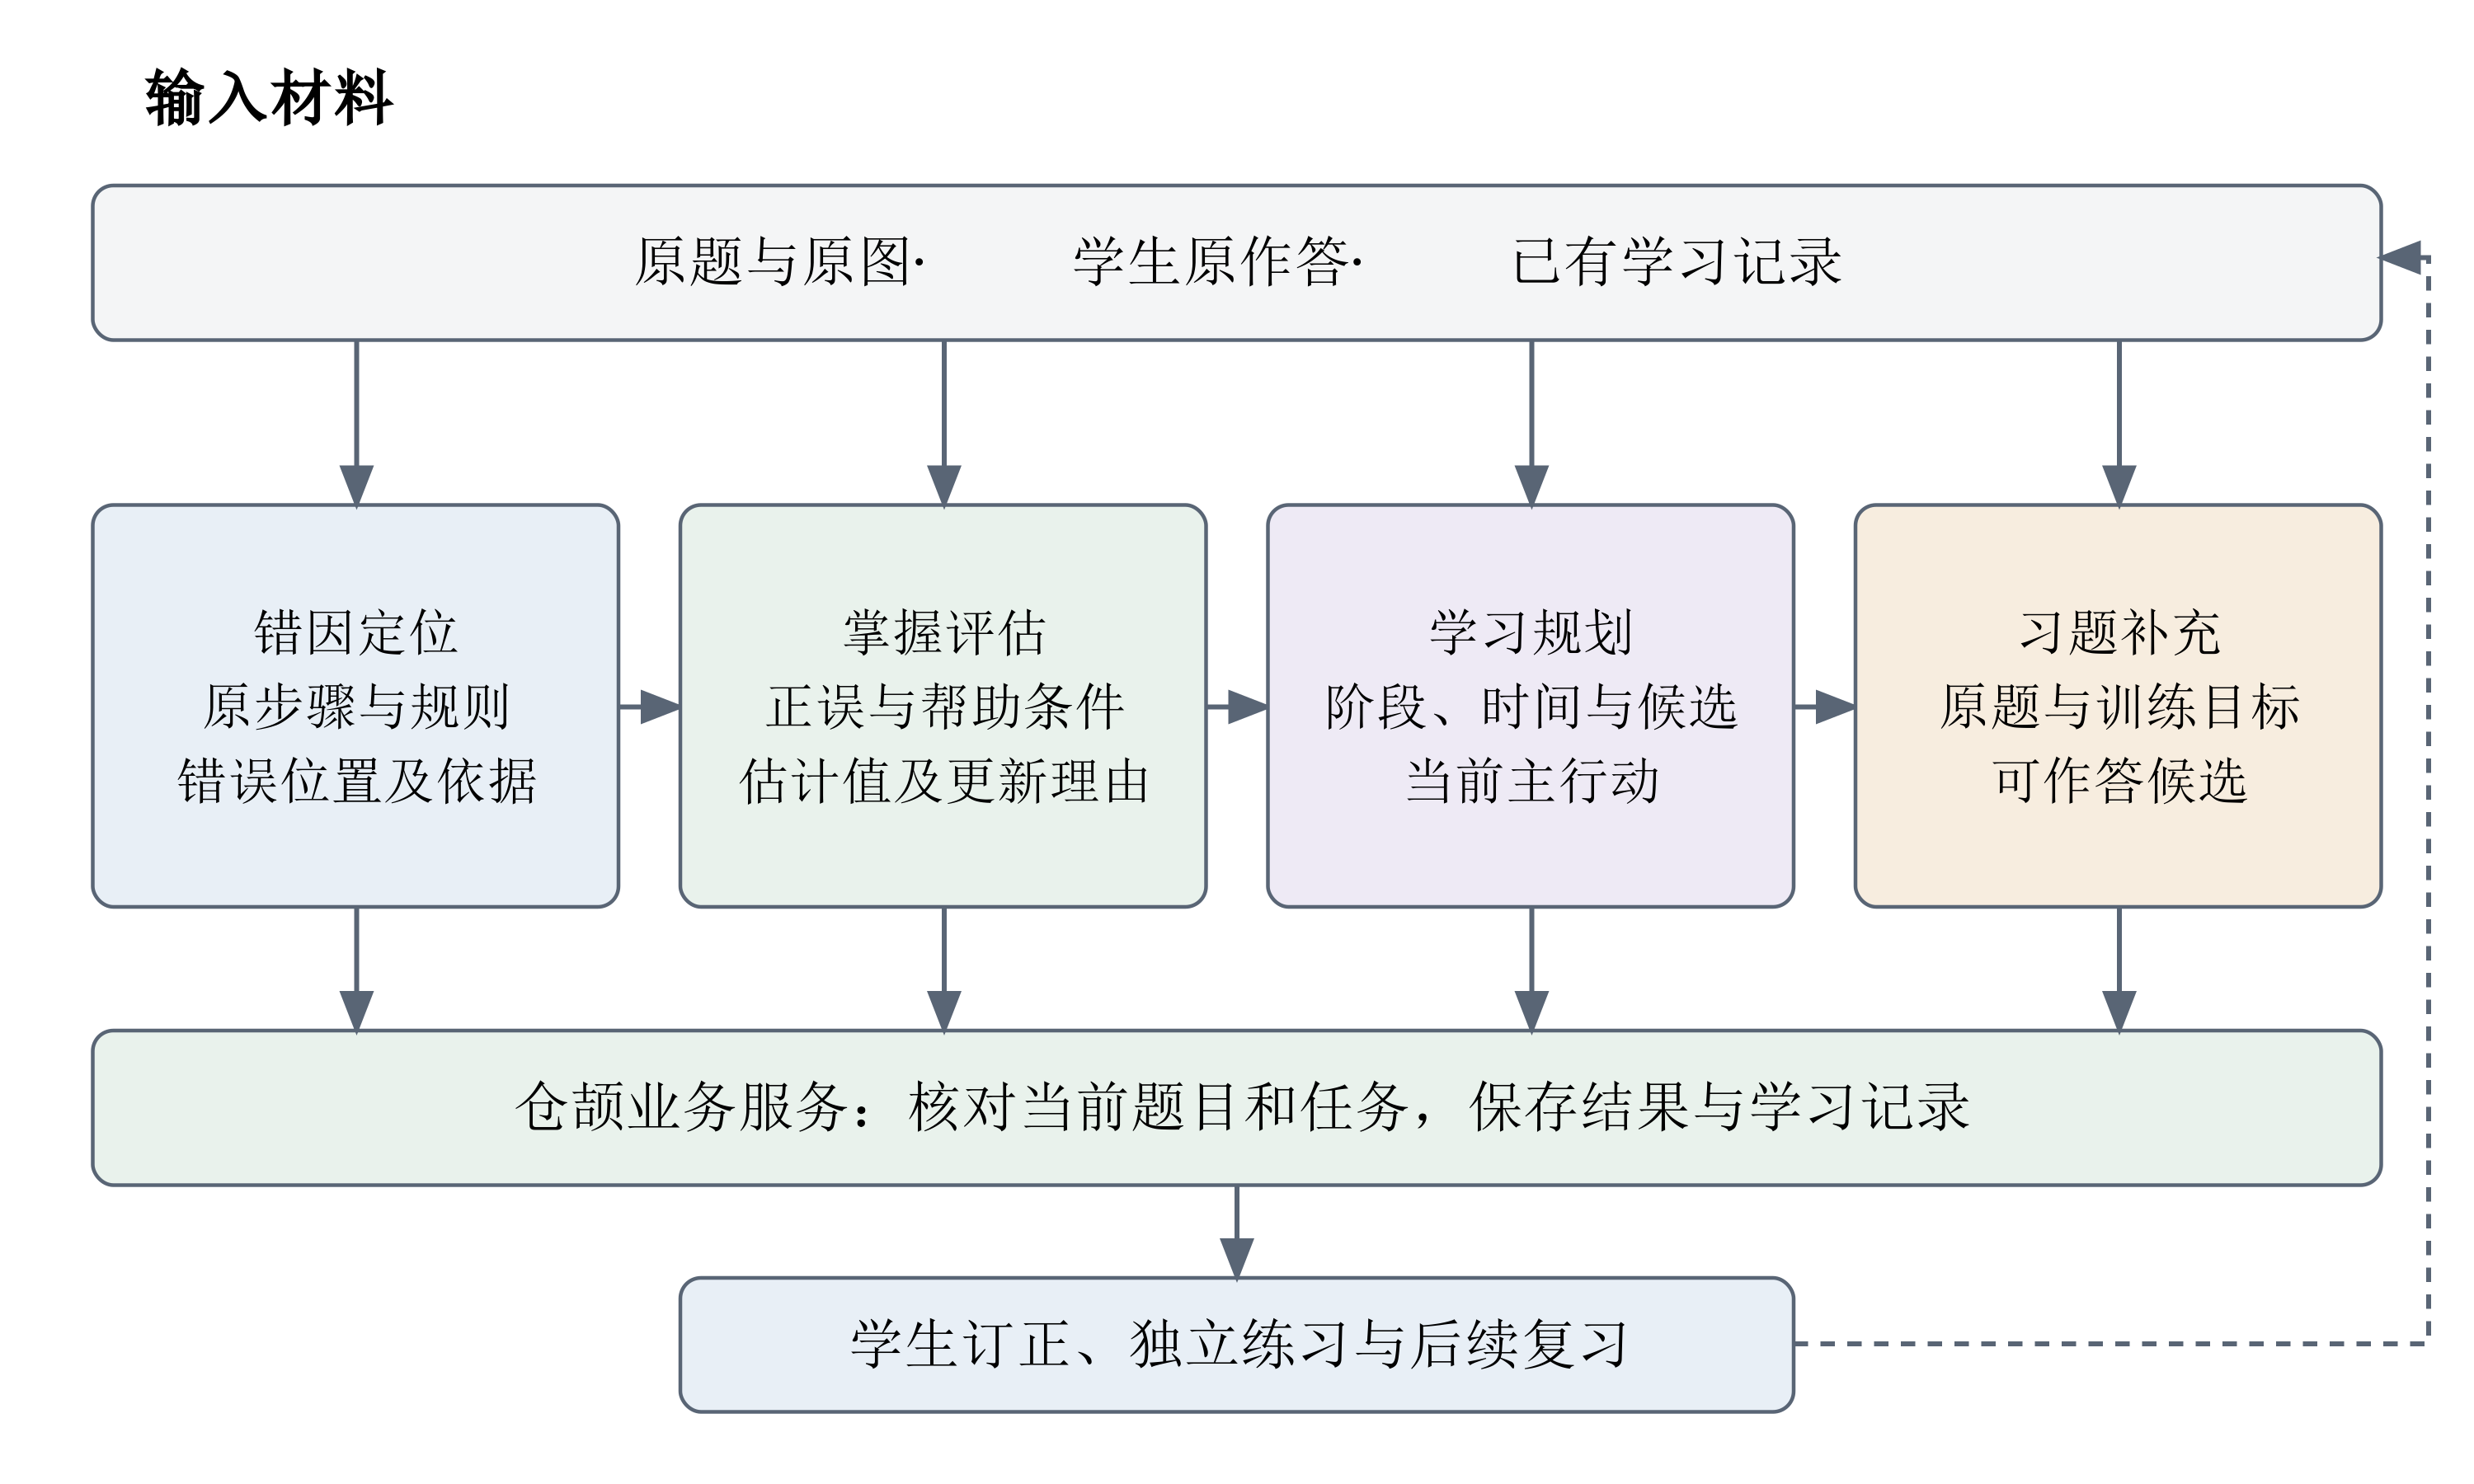 输入材料
原题与原图· 学生原作答· 已有学习记录
错因定位
原步骤与规则
错误位置及依据
掌握评估
正误与帮助条件
估计值及更新理由
学习规划
阶段、时间与候选
当前主行动
习题补充
原题与训练目标
可作答候选
仓颉业务服务：核对当前题目和任务，保存结果与学习记录
学生订正、独立练习与后续复习